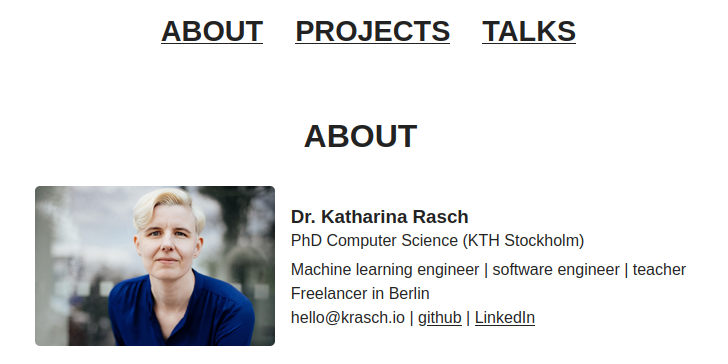 ABOUT PROJECTS TALKS
ABOUT
Dr. Katharina Rasch
PhD Computer Science (KTH Stockholm)
Machine learning engineer | software engineer | teacher
Freelancer in Berlin
hello@krasch.io | github | LinkedIn